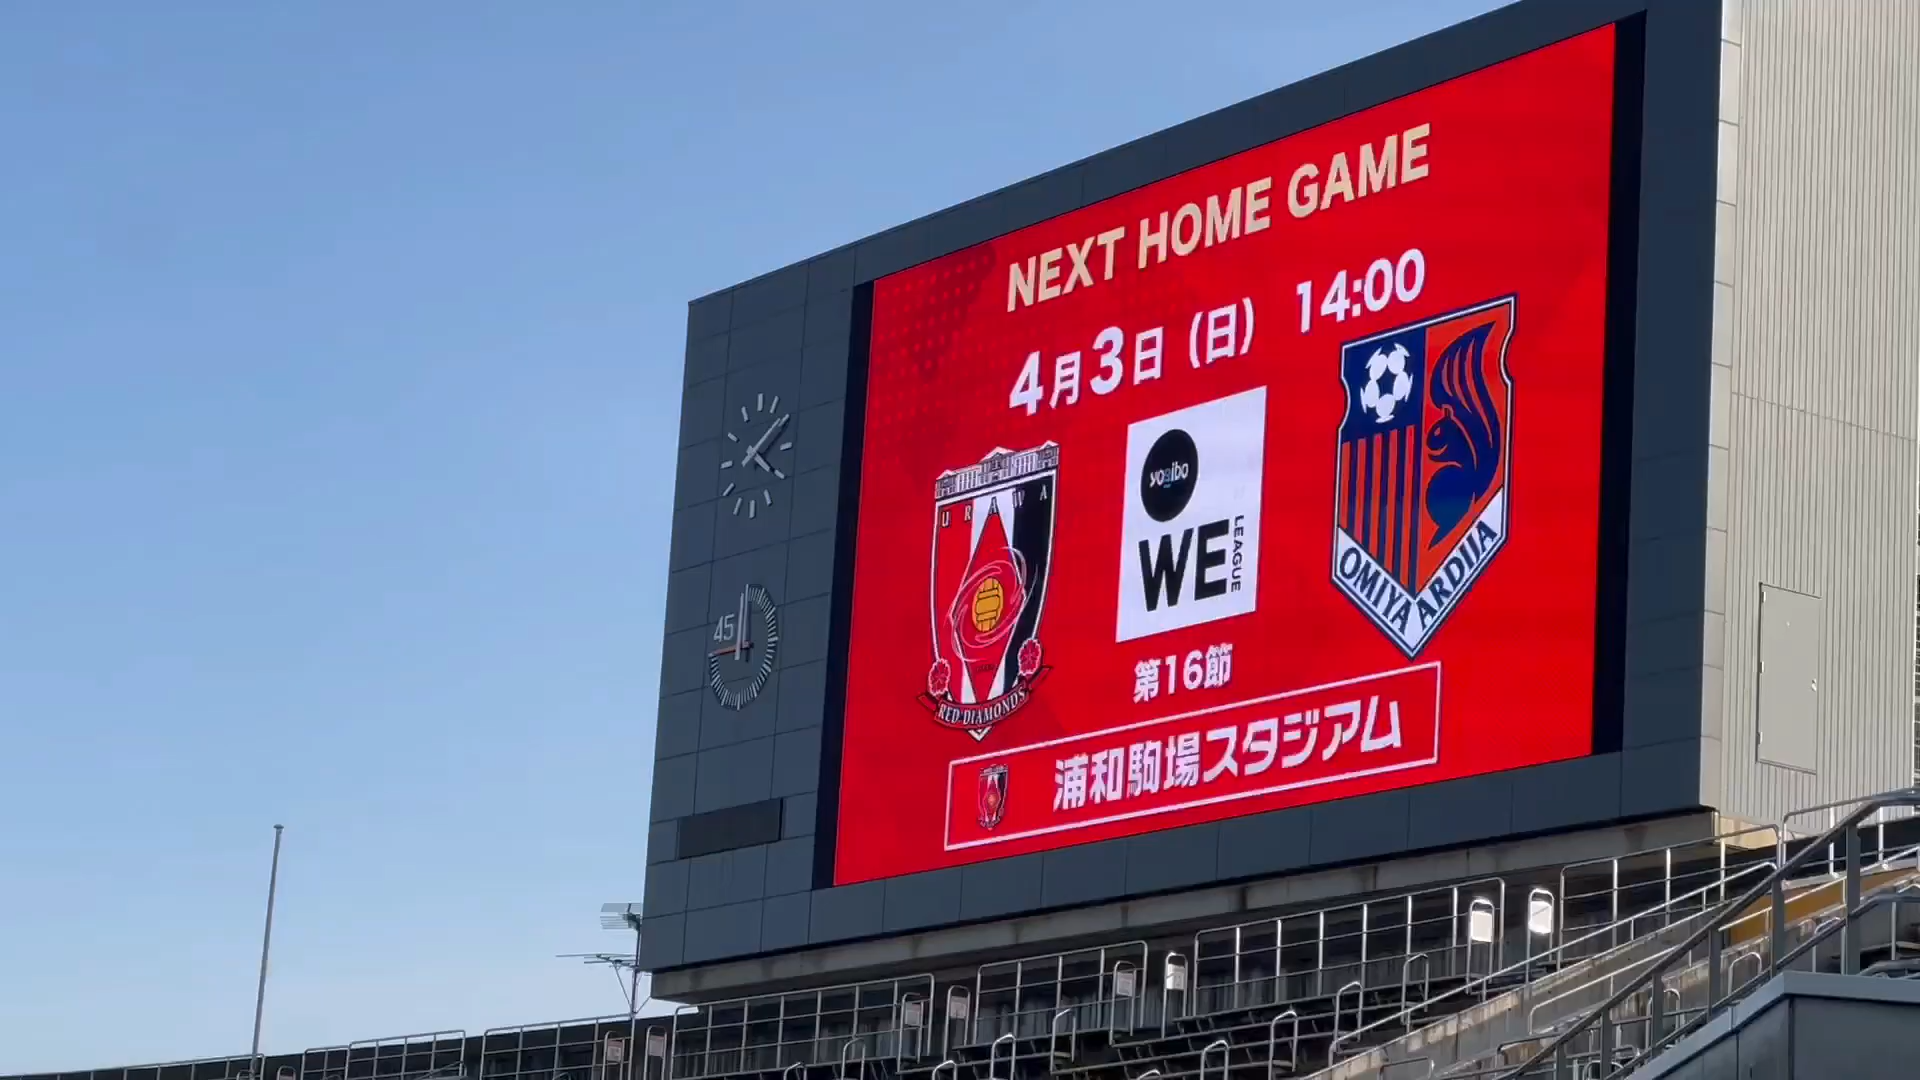 NEXT HOME GAME
4月3日(日) 14:00
URAWA
RED DIAMONDS
yogibo
WE
LEAGUE
OMIYA ARDIJA
第16節
浦和駒場スタジアム
45